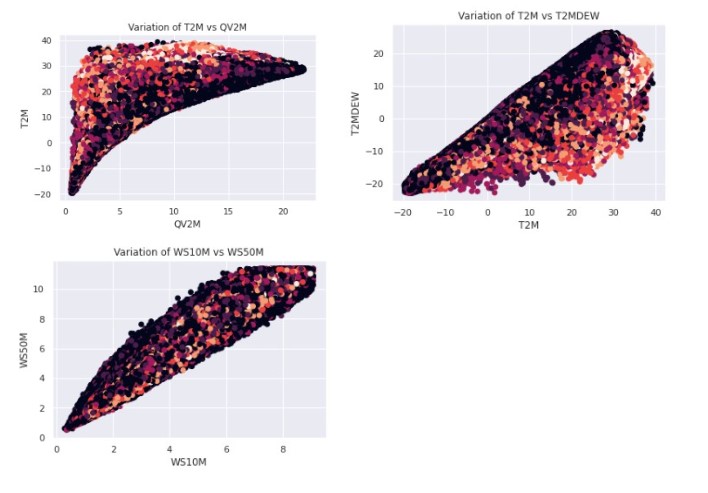 Variation of T2M vs QV2M
40
30
20
10
0
−10
−20
T2M
0 5 10 15 20
QV2M
Variation of T2M vs T2MDEW
20
10
0
−10
−20
T2MDEW
−20 −10 0 10 20 30 40
T2M
Variation of WS10M vs WS50M
10
8
6
4
2
0
WS50M
0 2 4 6 8
WS10M